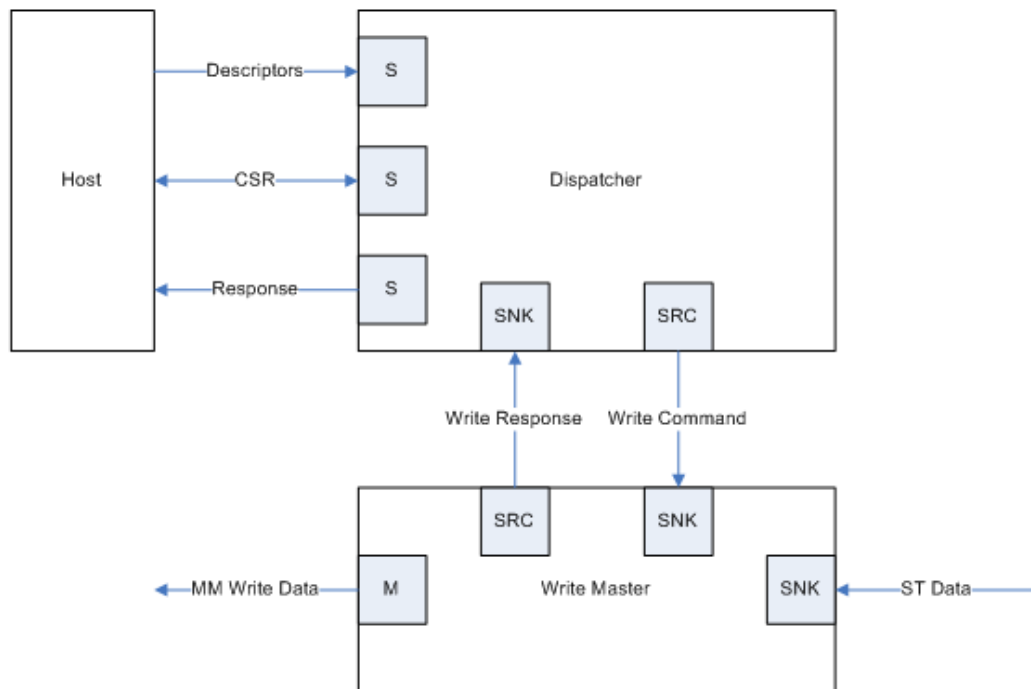 Descriptors
S
Host
CSR
S
Dispatcher
Response
S
SNK
SRC
Write Response
Write Command
SRC
SNK
MM Write Data
M
Write Master
SNK
ST Data